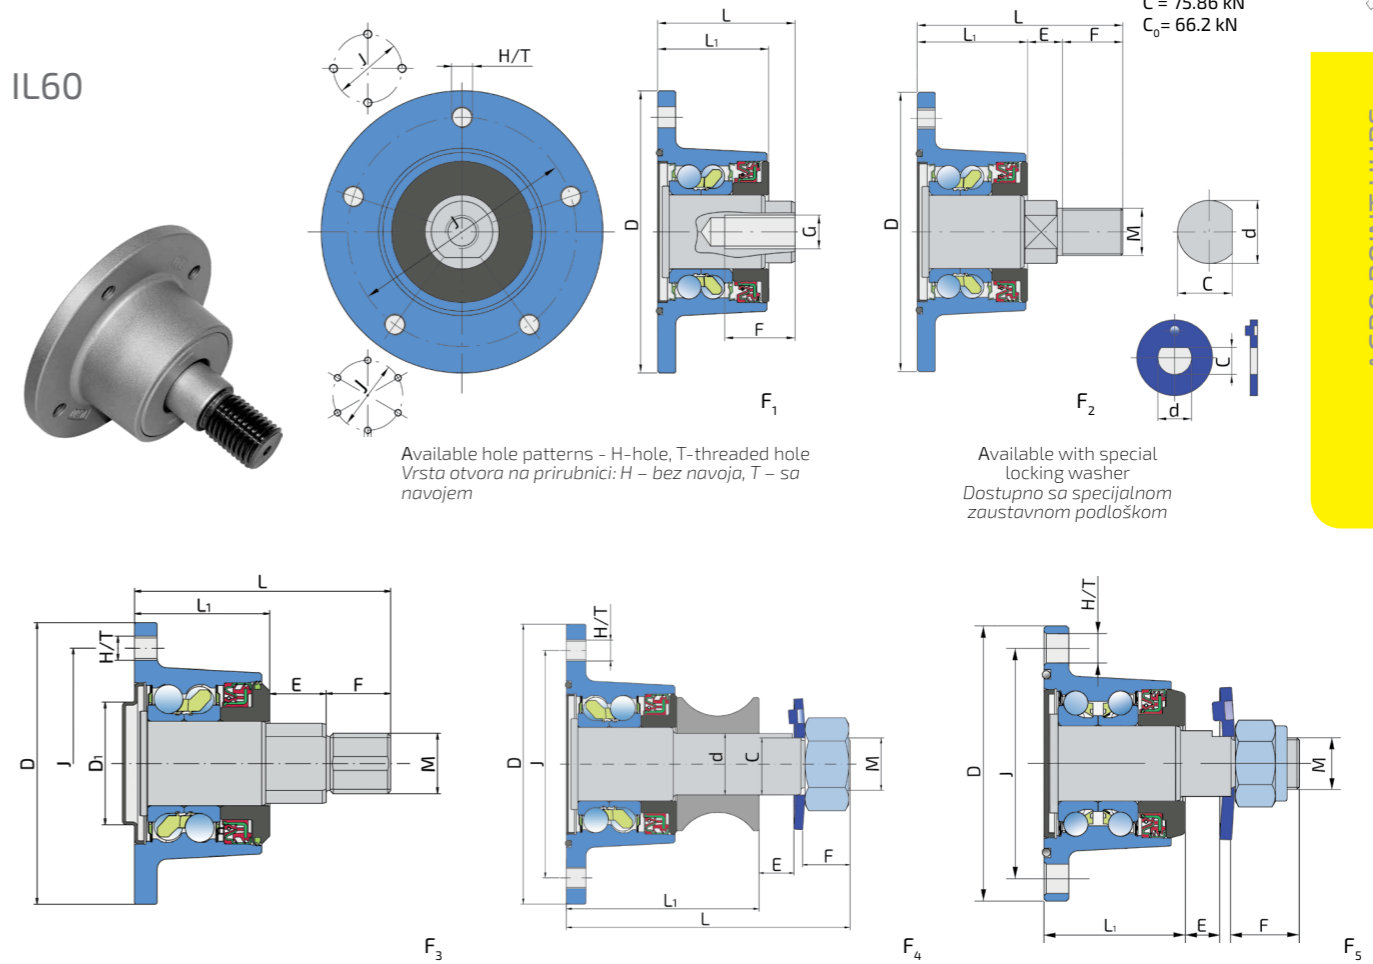 C = 75.86 kN
C₀= 66.2 kN
IL60
J
H/T
J
J
L
L₁
D
G
F
F₁
L
L₁
E
F
D
M
F₂
d
C
C
d
Available hole patterns - H-hole, T-threaded hole
Vrsta otvora na prirubnici: H – bez navoja, T – sa
navojem
Available with special
locking washer
Dostupno sa specijalnom
zaustavnom podloškom
L
L₁
H/T
E
F
D
J
D₁
M
F₃
H/T
D
J
d
C
M
E
F
L₁
L
F₄
H/T
D
J
M
L₁
E
F
F₅